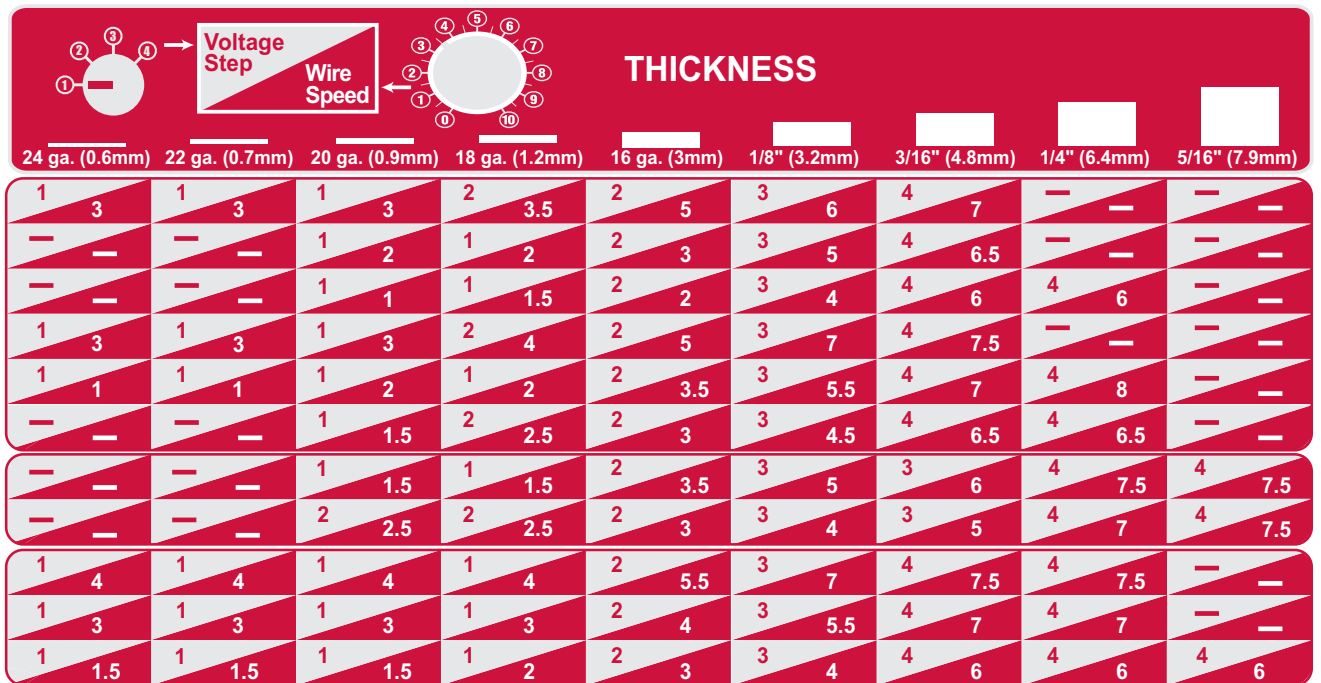 ① ② ③ ④
Voltage Step
Wire Speed
⓪ ① ② ③ ④ ⑤ ⑥ ⑦ ⑧ ⑨ ⑩
THICKNESS
24 ga. (0.6mm) 22 ga. (0.7mm) 20 ga. (0.9mm) 18 ga. (1.2mm) 16 ga. (3mm) 1/8" (3.2mm) 3/16" (4.8mm) 1/4" (6.4mm) 5/16" (7.9mm)
1 3 1 3 1 3 2 3.5 2 5 3 6 4 7 — — — —
— — — — 1 2 1 2 2 3 3 5 4 6.5 — — — —
— — — — 1 1 1 1.5 2 2 3 4 4 6 4 6 — —
1 3 1 3 1 3 2 4 2 5 3 7 4 7.5 — — — —
1 1 1 1 1 2 1 2 2 3.5 3 5.5 4 7 4 8 — —
— — — — 1 1.5 2 2.5 2 3 3 4.5 4 6.5 4 6.5 — —
— — — — 1 1.5 1 1.5 2 3.5 3 5 3 6 4 7.5 4 7.5
— — — — 2 2.5 2 2.5 2 3 3 4 3 5 4 7 4 7.5
1 4 1 4 1 4 1 4 2 5.5 3 7 4 7.5 4 7.5 — —
1 3 1 3 1 3 1 3 2 4 3 5.5 4 7 4 7 — —
1 1.5 1 1.5 1 1.5 1 2 2 3 3 4 4 6 4 6 4 6